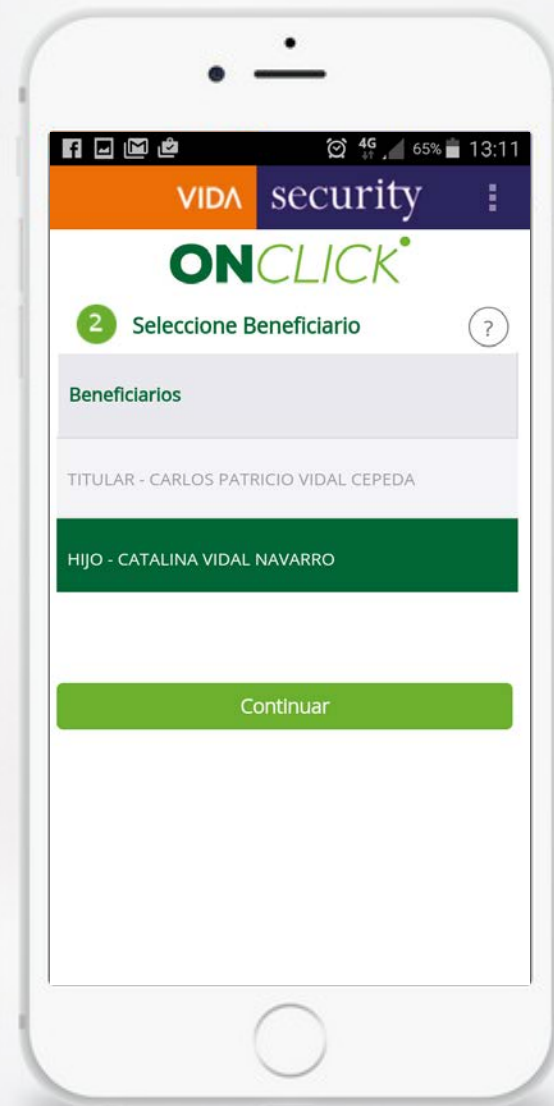 4G 65% 13:11
VIDA security
ONCLICK
2 Seleccione Beneficiario ?
Beneficiarios
TITULAR - CARLOS PATRICIO VIDAL CEPEDA
HIJO - CATALINA VIDAL NAVARRO
Continuar